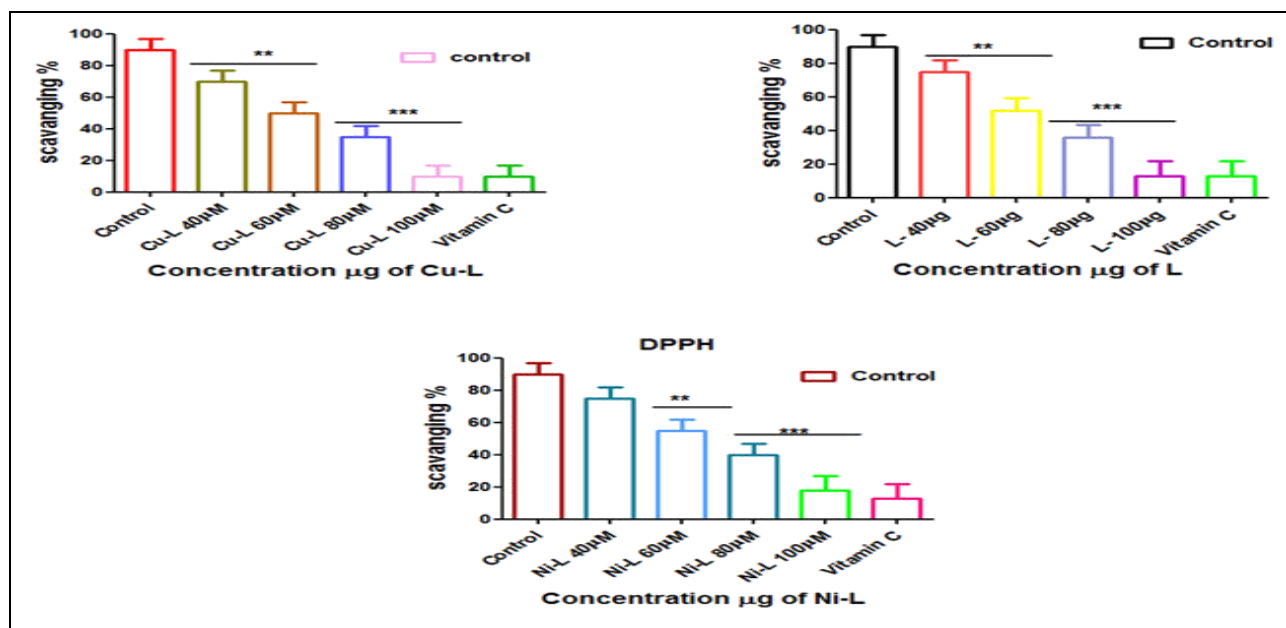 100
80
60
40
20
0
scavanging %
**
***
control
Control
Cu-L 40µM
Cu-L 60µM
Cu-L 80µM
Cu-L 100µM
Vitamin C
Concentration µg of Cu-L
100
80
60
40
20
0
scavanging %
**
***
Control
Control
L- 40µg
L- 60µg
L- 80µg
L- 100µg
Vitamin C
Concentration µg of L
DPPH
100
80
60
40
20
0
scavanging %
**
***
Control
Control
Ni-L 40µM
Ni-L 60µM
Ni-L 80µM
Ni-L 100µM
Vitamin C
Concentration µg of Ni-L